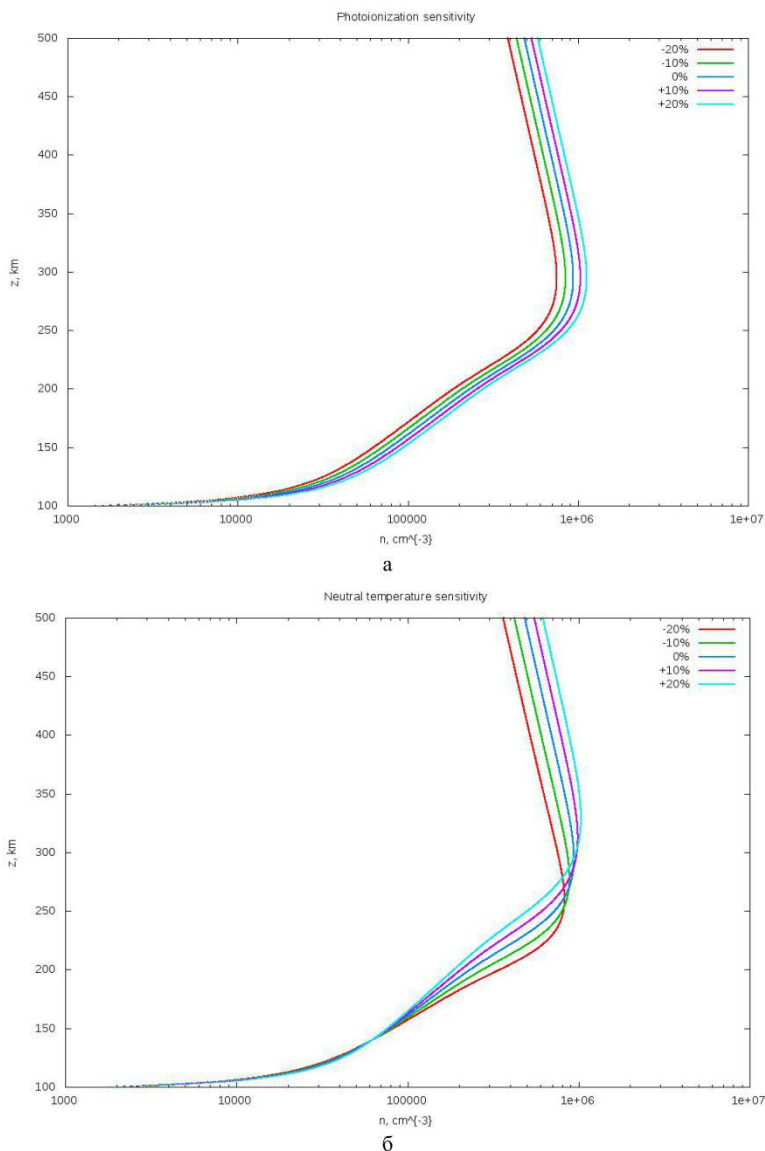 Photoionization sensitivity
500
450
400
350
300
250
200
150
100
z, km
-20%
-10%
0%
+10%
+20%
1000
10000
100000
1e+06
1e+07
n, cm^{-3}
а
Neutral temperature sensitivity
500
450
400
350
300
250
200
150
100
z, km
-20%
-10%
0%
+10%
+20%
1000
10000
100000
1e+06
1e+07
n, cm^{-3}
б